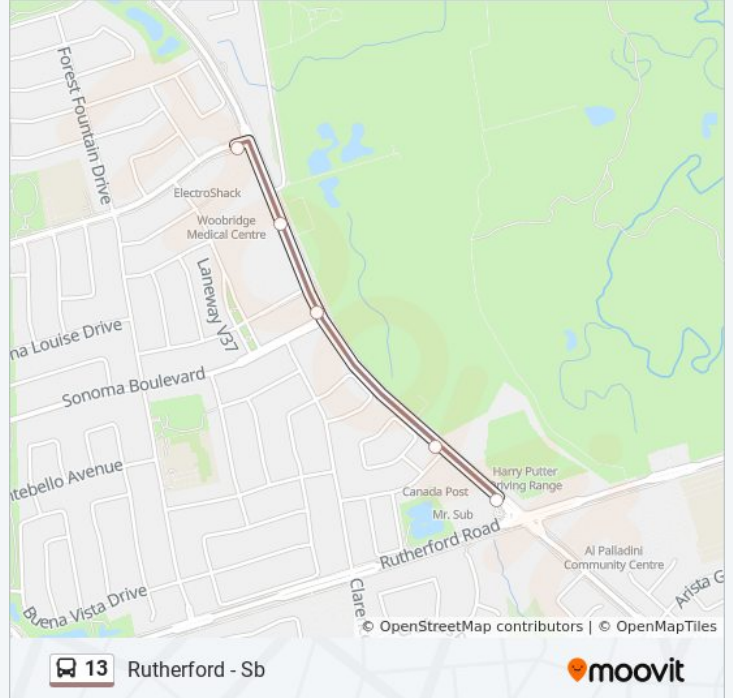 Forest Fountain Drive
ElectroShack
Woobridge
Medical Centre
Laneway V37
na Louise Drive
Sonoma Boulevard
ntebello Avenue
Harry Putter
Driving Range
Canada Post
Mr. Sub
Rutherford Road
Al Palladini
Community Centre
Buena Vista Drive
Clare
Arista G
© OpenStreetMap contributors | © OpenMapTiles
13 Rutherford - Sb
moovit